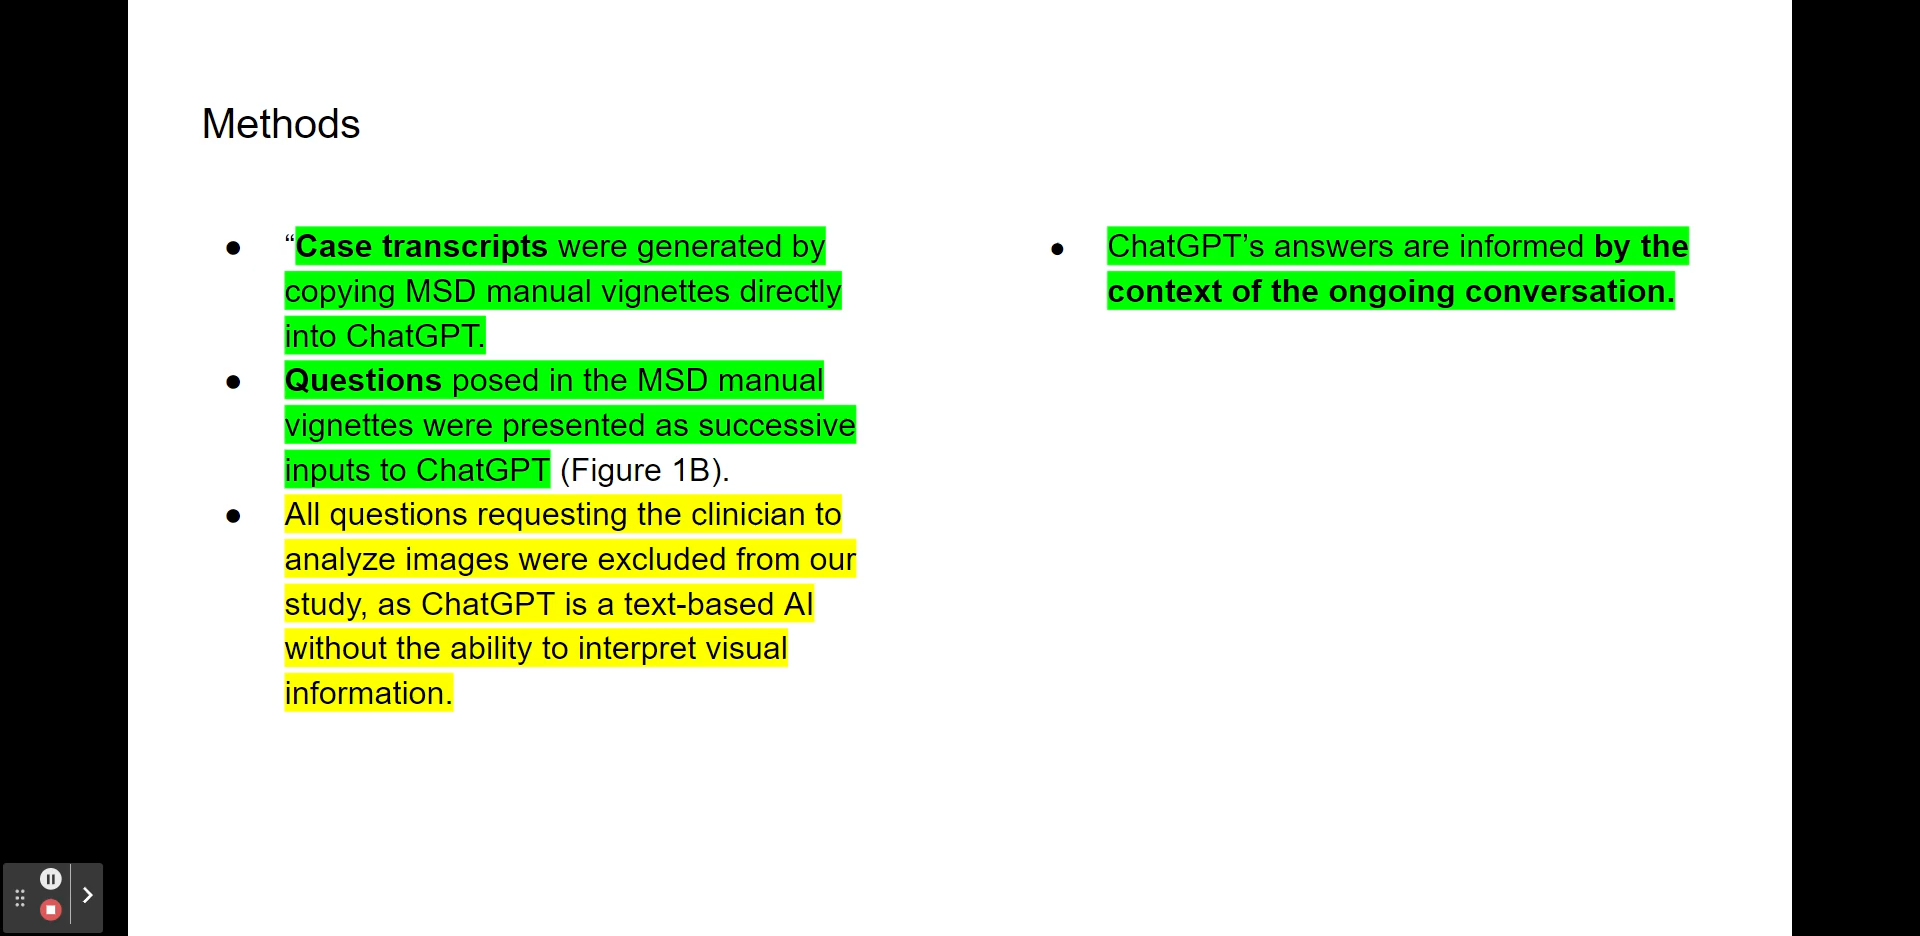 Methods
“Case transcripts were generated by
copying MSD manual vignettes directly
into ChatGPT.
Questions posed in the MSD manual
vignettes were presented as successive
inputs to ChatGPT (Figure 1B).
All questions requesting the clinician to
analyze images were excluded from our
study, as ChatGPT is a text-based AI
without the ability to interpret visual
information.
ChatGPT’s answers are informed by the
context of the ongoing conversation.